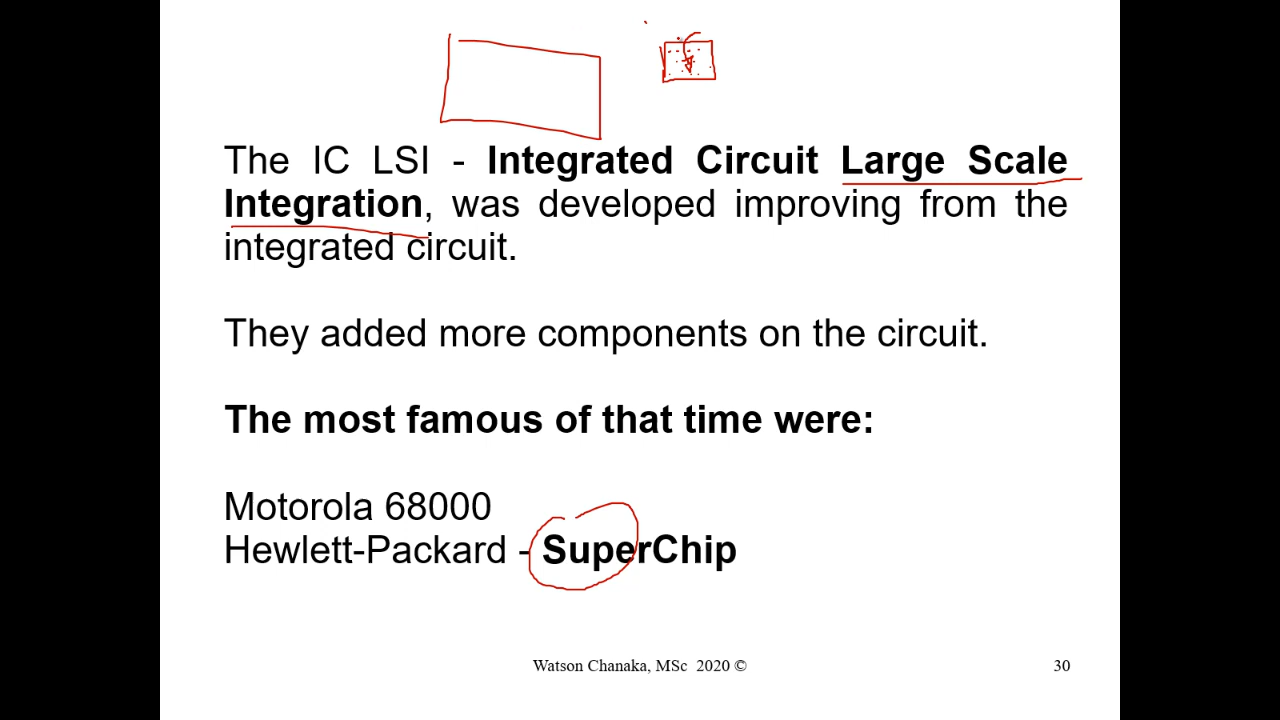 The IC LSI - Integrated Circuit Large Scale
Integration, was developed improving from the
integrated circuit.
They added more components on the circuit.
The most famous of that time were:
Motorola 68000
Hewlett-Packard - SuperChip
Watson Chanaka, MSc 2020 © 30